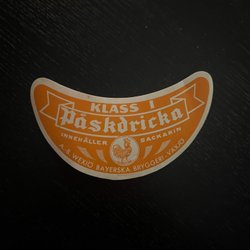 KLASS I
Påskdricka
INNEHÅLLER SACKARIN
A.-B. WEXIÖ BAYERSKA BRYGGERI - VÄXJÖ